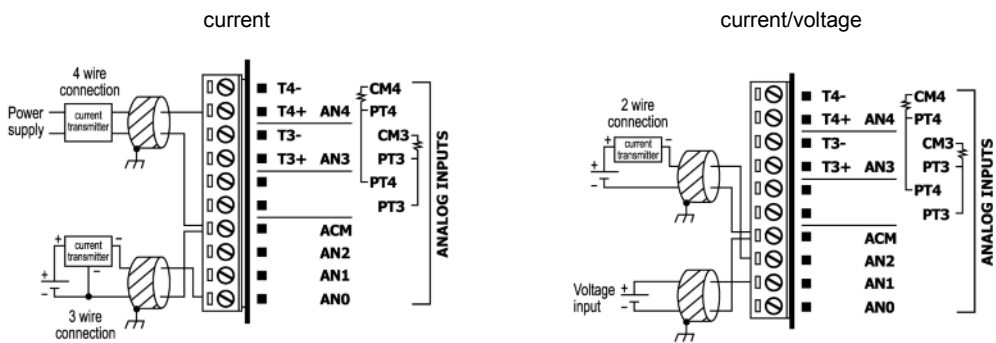 current
4 wire
connection
Power
supply
current
transmitter
T4- CM4
T4+ AN4 PT4
T3- CM3
T3+ AN3 PT3
PT4
PT3
ACM
AN2
AN1
AN0
ANALOG INPUTS
+
current
transmitter
-
+
-
-
3 wire
connection
current/voltage
2 wire
connection
+
current
transmitter
-
+
-
T4- CM4
T4+ AN4 PT4
T3- CM3
T3+ AN3 PT3
PT4
PT3
ACM
AN2
AN1
AN0
ANALOG INPUTS
Voltage
input
+
-